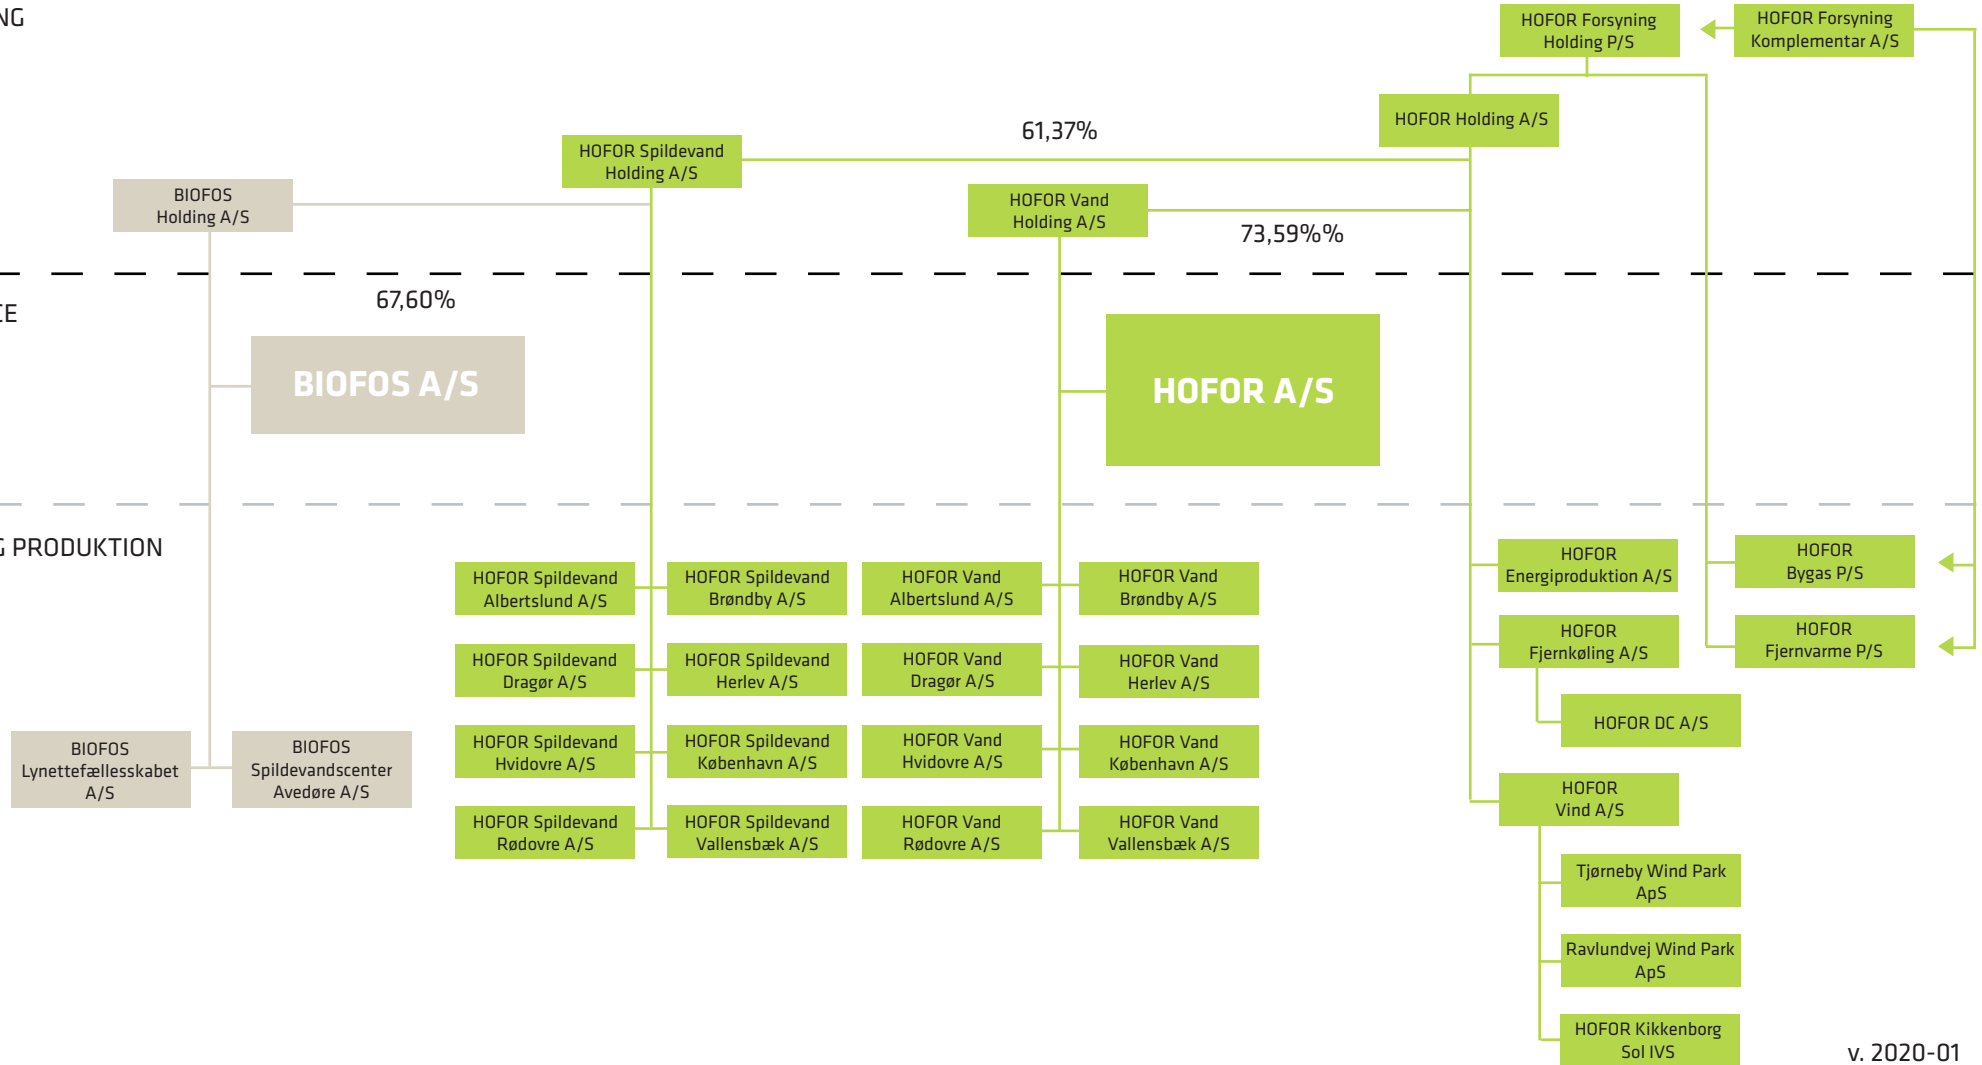 NG
HOFOR Forsyning
Holding P/S
HOFOR Forsyning
Komplementar A/S
HOFOR Holding A/S
61,37%
HOFOR Spildevand
Holding A/S
BIOFOS
Holding A/S
HOFOR Vand
Holding A/S
73,59%%
67,60%
CE
BIOFOS A/S
HOFOR A/S
G PRODUKTION
HOFOR
Energiproduktion A/S
HOFOR
Bygas P/S
HOFOR Spildevand
Albertslund A/S
HOFOR Spildevand
Brøndby A/S
HOFOR Vand
Albertslund A/S
HOFOR Vand
Brøndby A/S
HOFOR
Fjernkøling A/S
HOFOR
Fjernvarme P/S
HOFOR Spildevand
Dragør A/S
HOFOR Spildevand
Herlev A/S
HOFOR Vand
Dragør A/S
HOFOR Vand
Herlev A/S
HOFOR DC A/S
BIOFOS
Lynettefællesskabet
A/S
BIOFOS
Spildevandscenter
Avedøre A/S
HOFOR Spildevand
Hvidovre A/S
HOFOR Spildevand
København A/S
HOFOR Vand
Hvidovre A/S
HOFOR Vand
København A/S
HOFOR
Vind A/S
HOFOR Spildevand
Rødovre A/S
HOFOR Spildevand
Vallensbæk A/S
HOFOR Vand
Rødovre A/S
HOFOR Vand
Vallensbæk A/S
Tjørneby Wind Park
ApS
Ravlundvej Wind Park
ApS
HOFOR Kikkenborg
Sol IVS
v. 2020-01